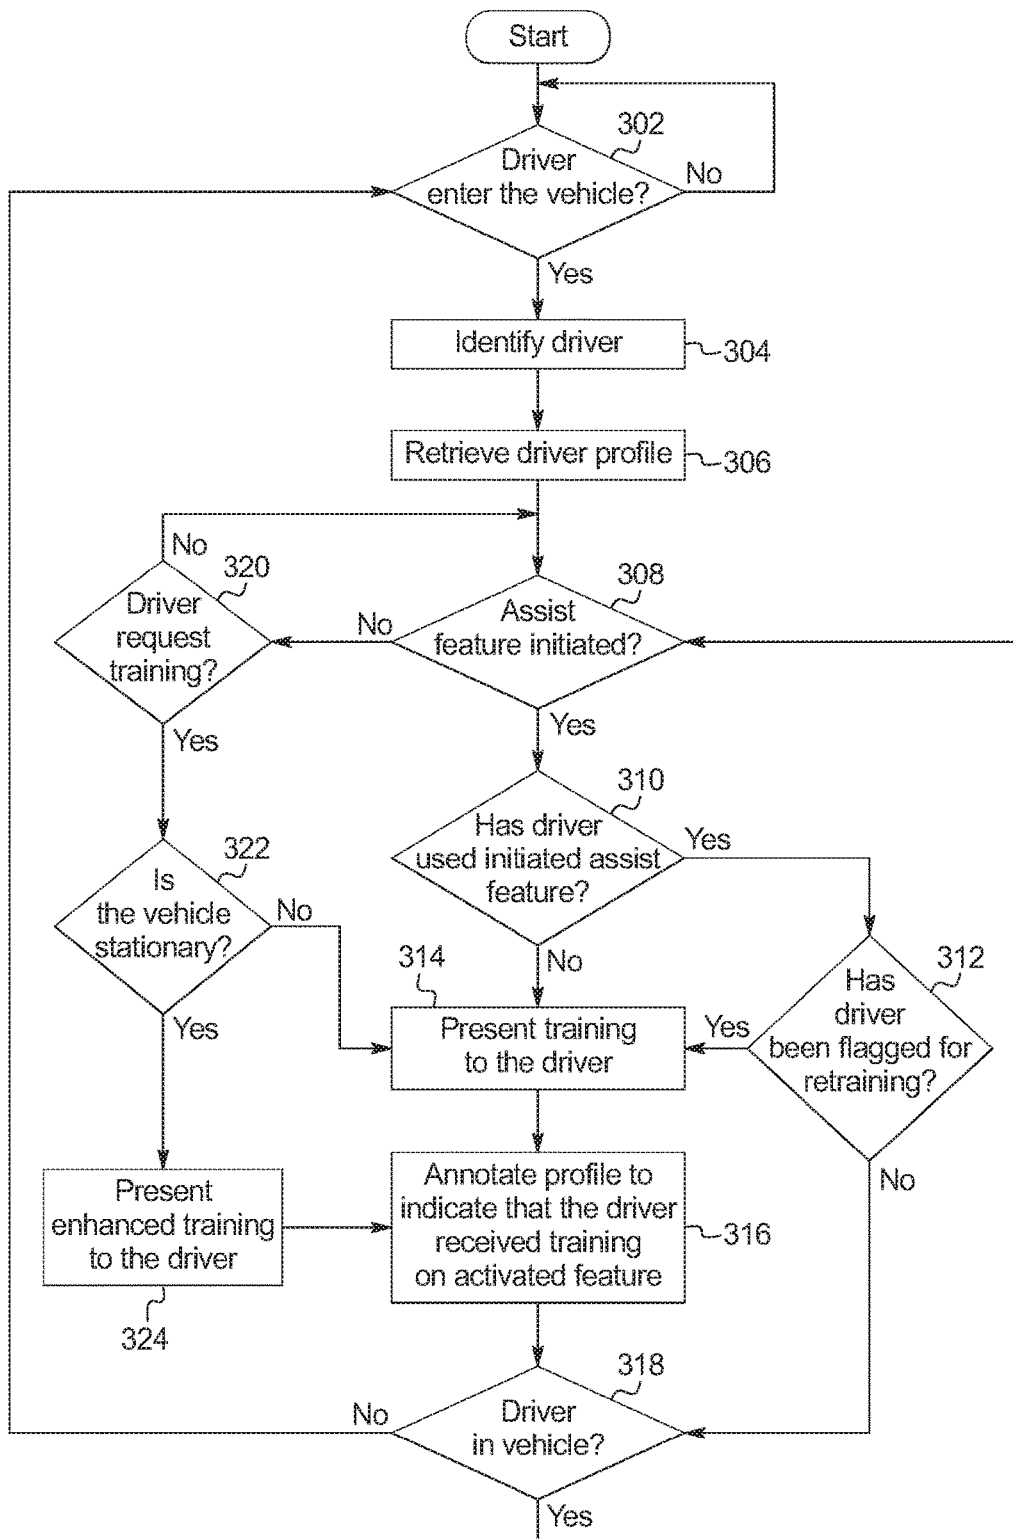 Start
302
Driver
enter the vehicle?
No
Yes
Identify driver
304
Retrieve driver profile
306
No
320
Driver
request
training?
Yes
308
Assist
feature initiated?
No
Yes
310
Has driver
used initiated assist
feature?
Yes
No
322
Is
the vehicle
stationary?
No
Yes
312
Has
driver
been flagged for
retraining?
Yes
No
314
Present training
to the driver
Present
enhanced training
to the driver
324
Annotate profile to
indicate that the driver
received training
on activated feature
316
318
Driver
in vehicle?
No
Yes